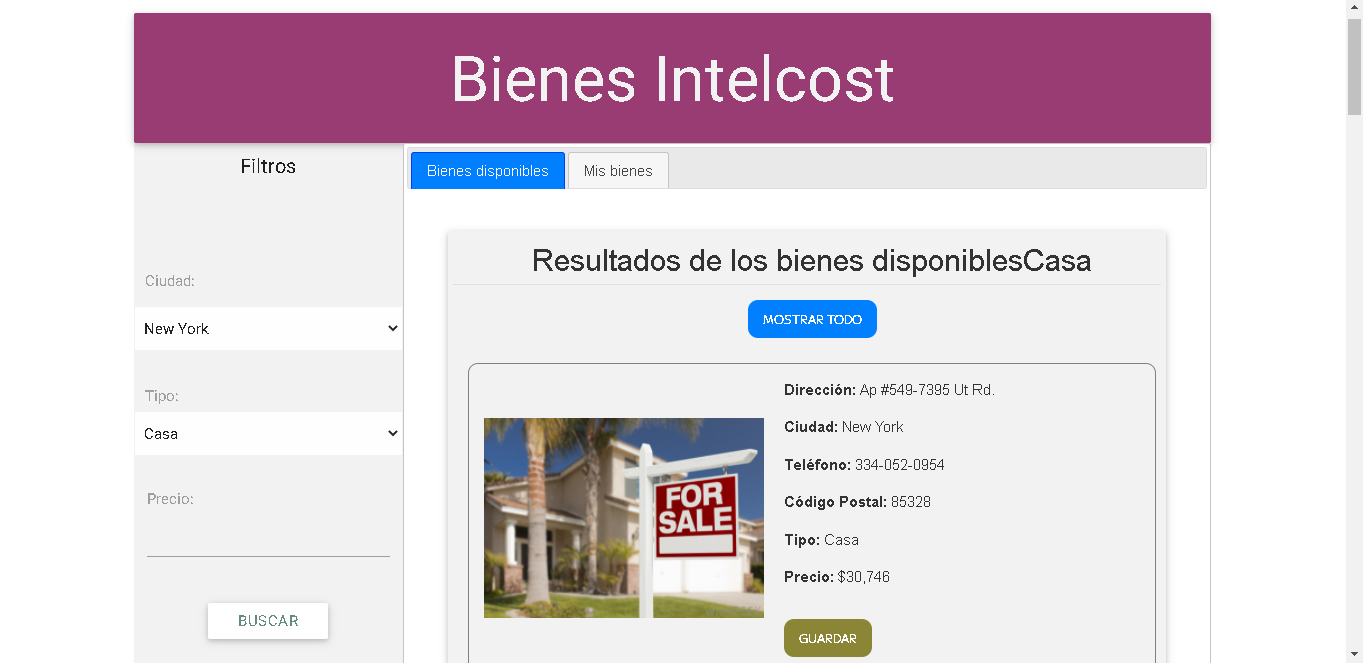 Bienes Intelcost
Filtros
Ciudad:
New York
Tipo:
Casa
Precio:
BUSCAR
Bienes disponibles
Mis bienes
Resultados de los bienes disponiblesCasa
MOSTRAR TODO
FOR
SALE
Dirección: Ap #549-7395 Ut Rd.
Ciudad: New York
Teléfono: 334-052-0954
Código Postal: 85328
Tipo: Casa
Precio: $30,746
GUARDAR